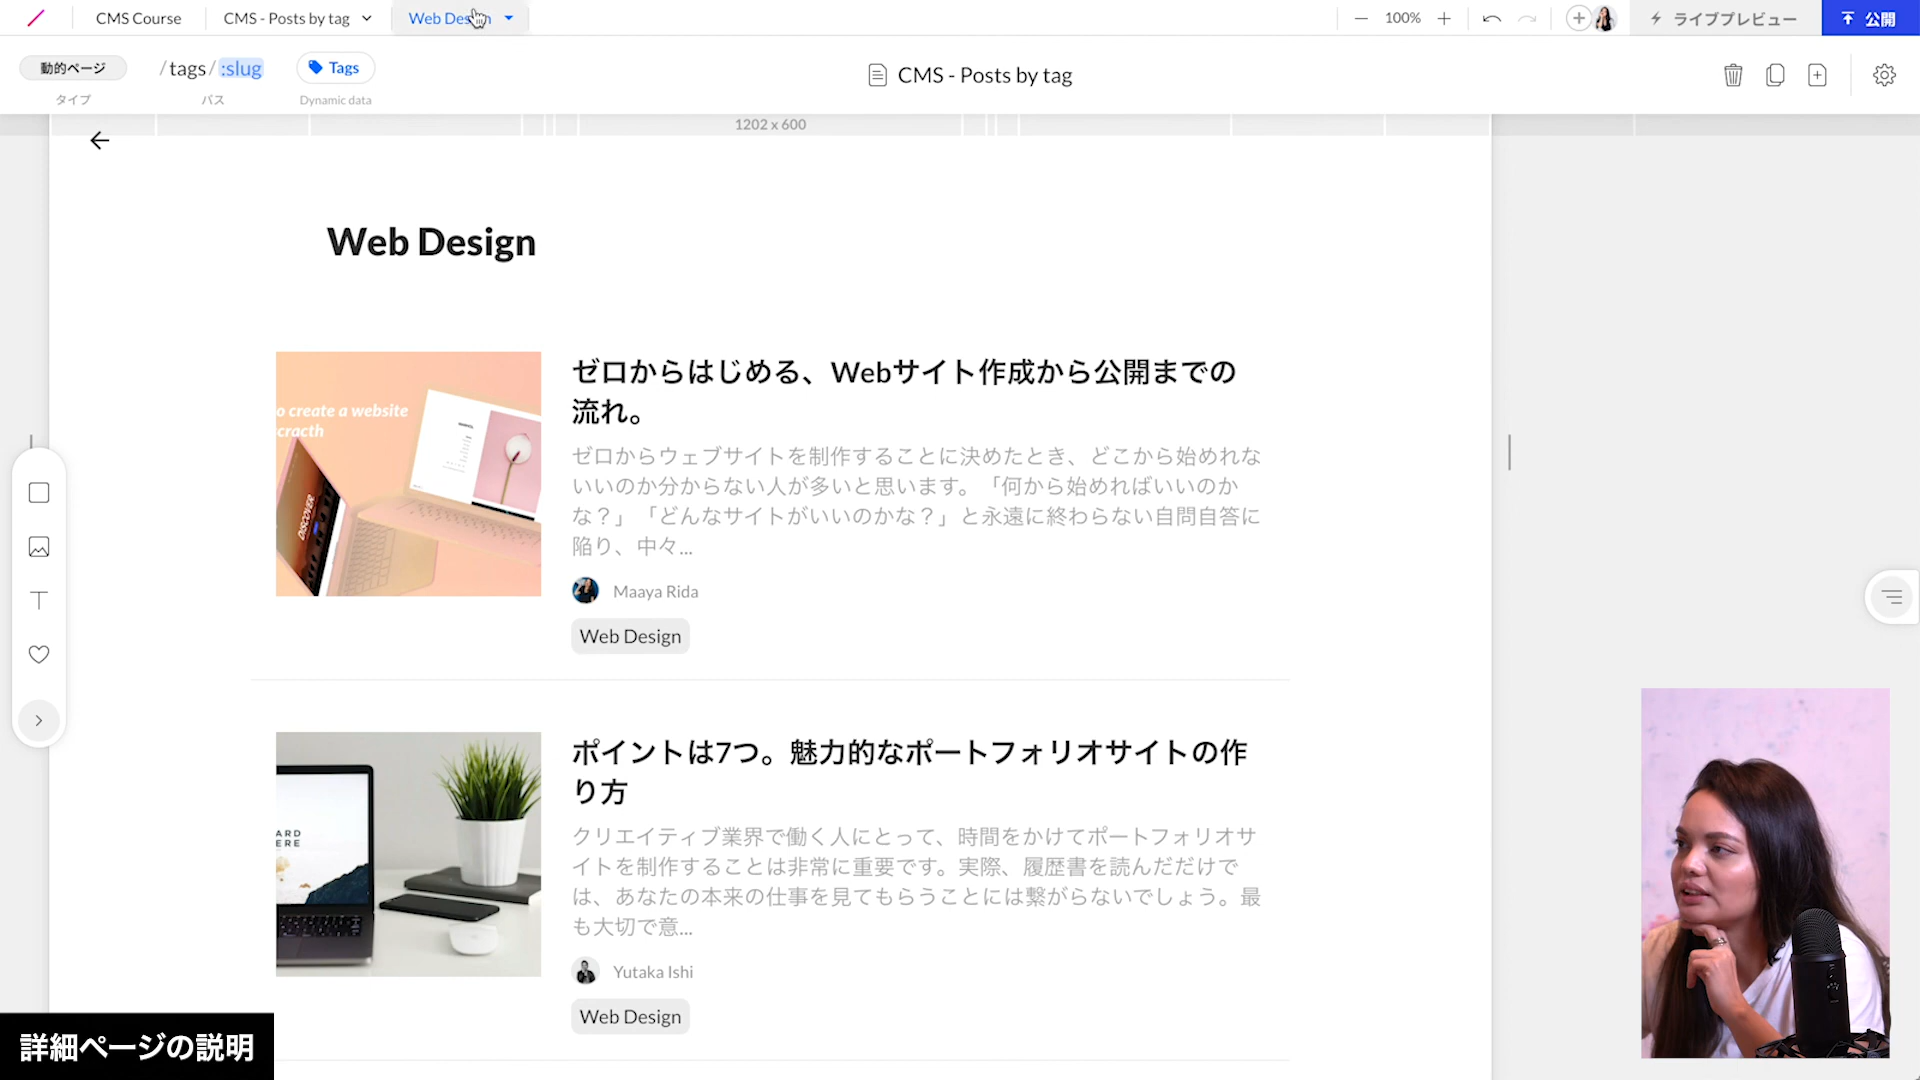 CMS Course
CMS - Posts by tag
Web Design
100%
ライブプレビュー
公開
動的ページ
/tags/:slug
Tags
タイプ
パス
Dynamic data
CMS - Posts by tag
1202 x 600
Web Design
o create a website
cracth
DISCOVER
ゼロからはじめる、Webサイト作成から公開までの
流れ。
ゼロからウェブサイトを制作することに決めたとき、どこから始めれな
いいのか分からない人が多いと思います。「何から始めればいいのか
な？」「どんなサイトがいいのかな？」と永遠に終わらない自問自答に
陥り、中々...
Maaya Rida
Web Design
ARD
ERE
ポイントは7つ。魅力的なポートフォリオサイトの作
り方
クリエイティブ業界で働く人にとって、時間をかけてポートフォリオサ
イトを制作することは非常に重要です。実際、履歴書を読んだだけで
は、あなたの本来の仕事を見てもらうことには繋がらないでしょう。最
も大切で意...
Yutaka Ishi
Web Design
詳細ページの説明